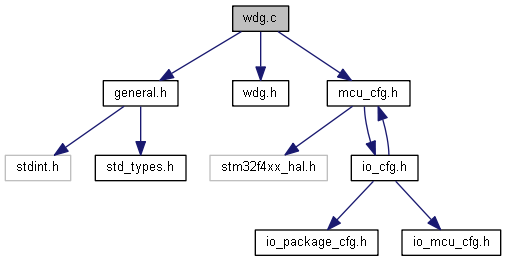 wdg.c
general.h
wdg.h
mcu_cfg.h
stdint.h
std_types.h
stm32f4xx_hal.h
io_cfg.h
io_package_cfg.h
io_mcu_cfg.h